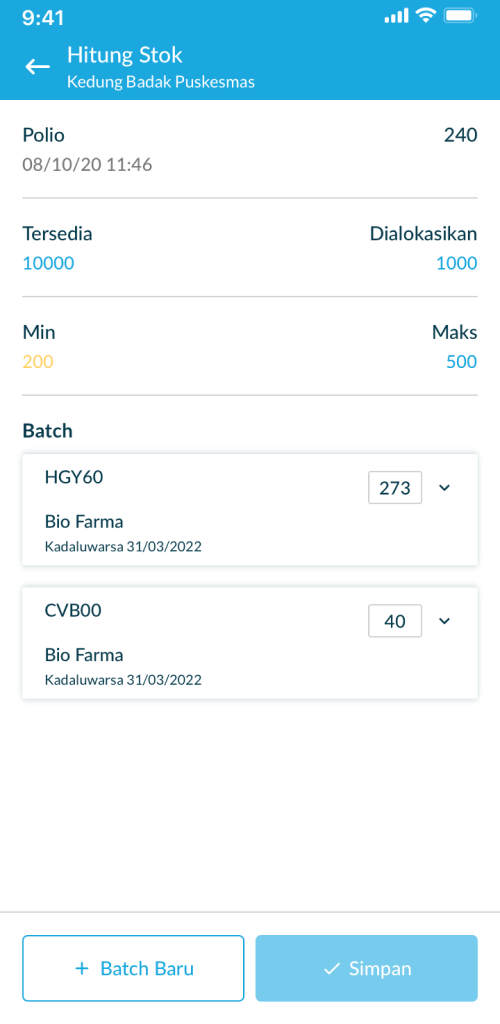 9:41
Hitung Stok
Kedung Badak Puskesmas
Polio 240
08/10/20 11:46
Tersedia Dialokasikan
10000 1000
Min Maks
200 500
Batch
HGY60 273
Bio Farma
Kadaluwarsa 31/03/2022
CVB00 40
Bio Farma
Kadaluwarsa 31/03/2022
+ Batch Baru Simpan